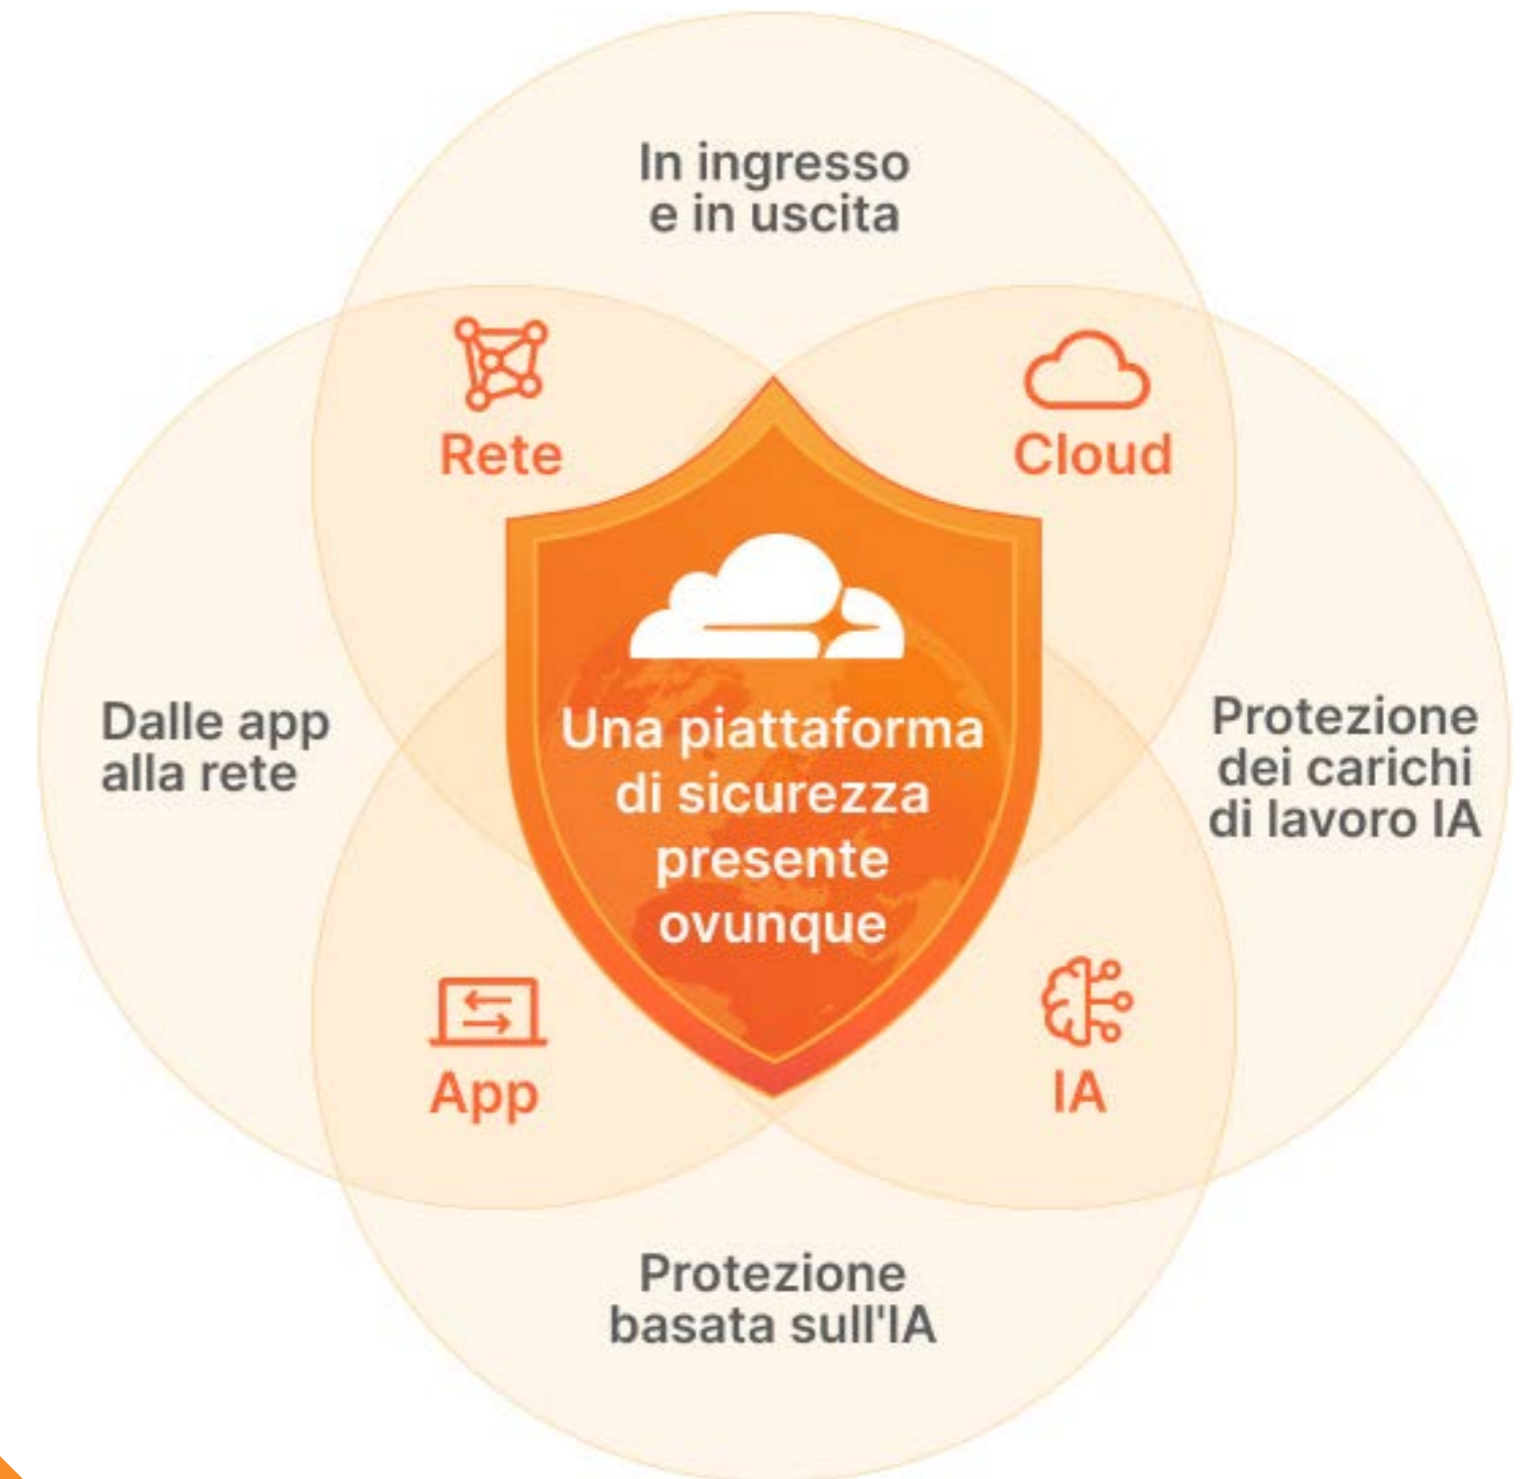 In ingresso
e in uscita
Rete
Cloud
Dalle app
alla rete
Una piattaforma
di sicurezza
presente
ovunque
Protezione
dei carichi
di lavoro IA
App
IA
Protezione
basata sull'IA